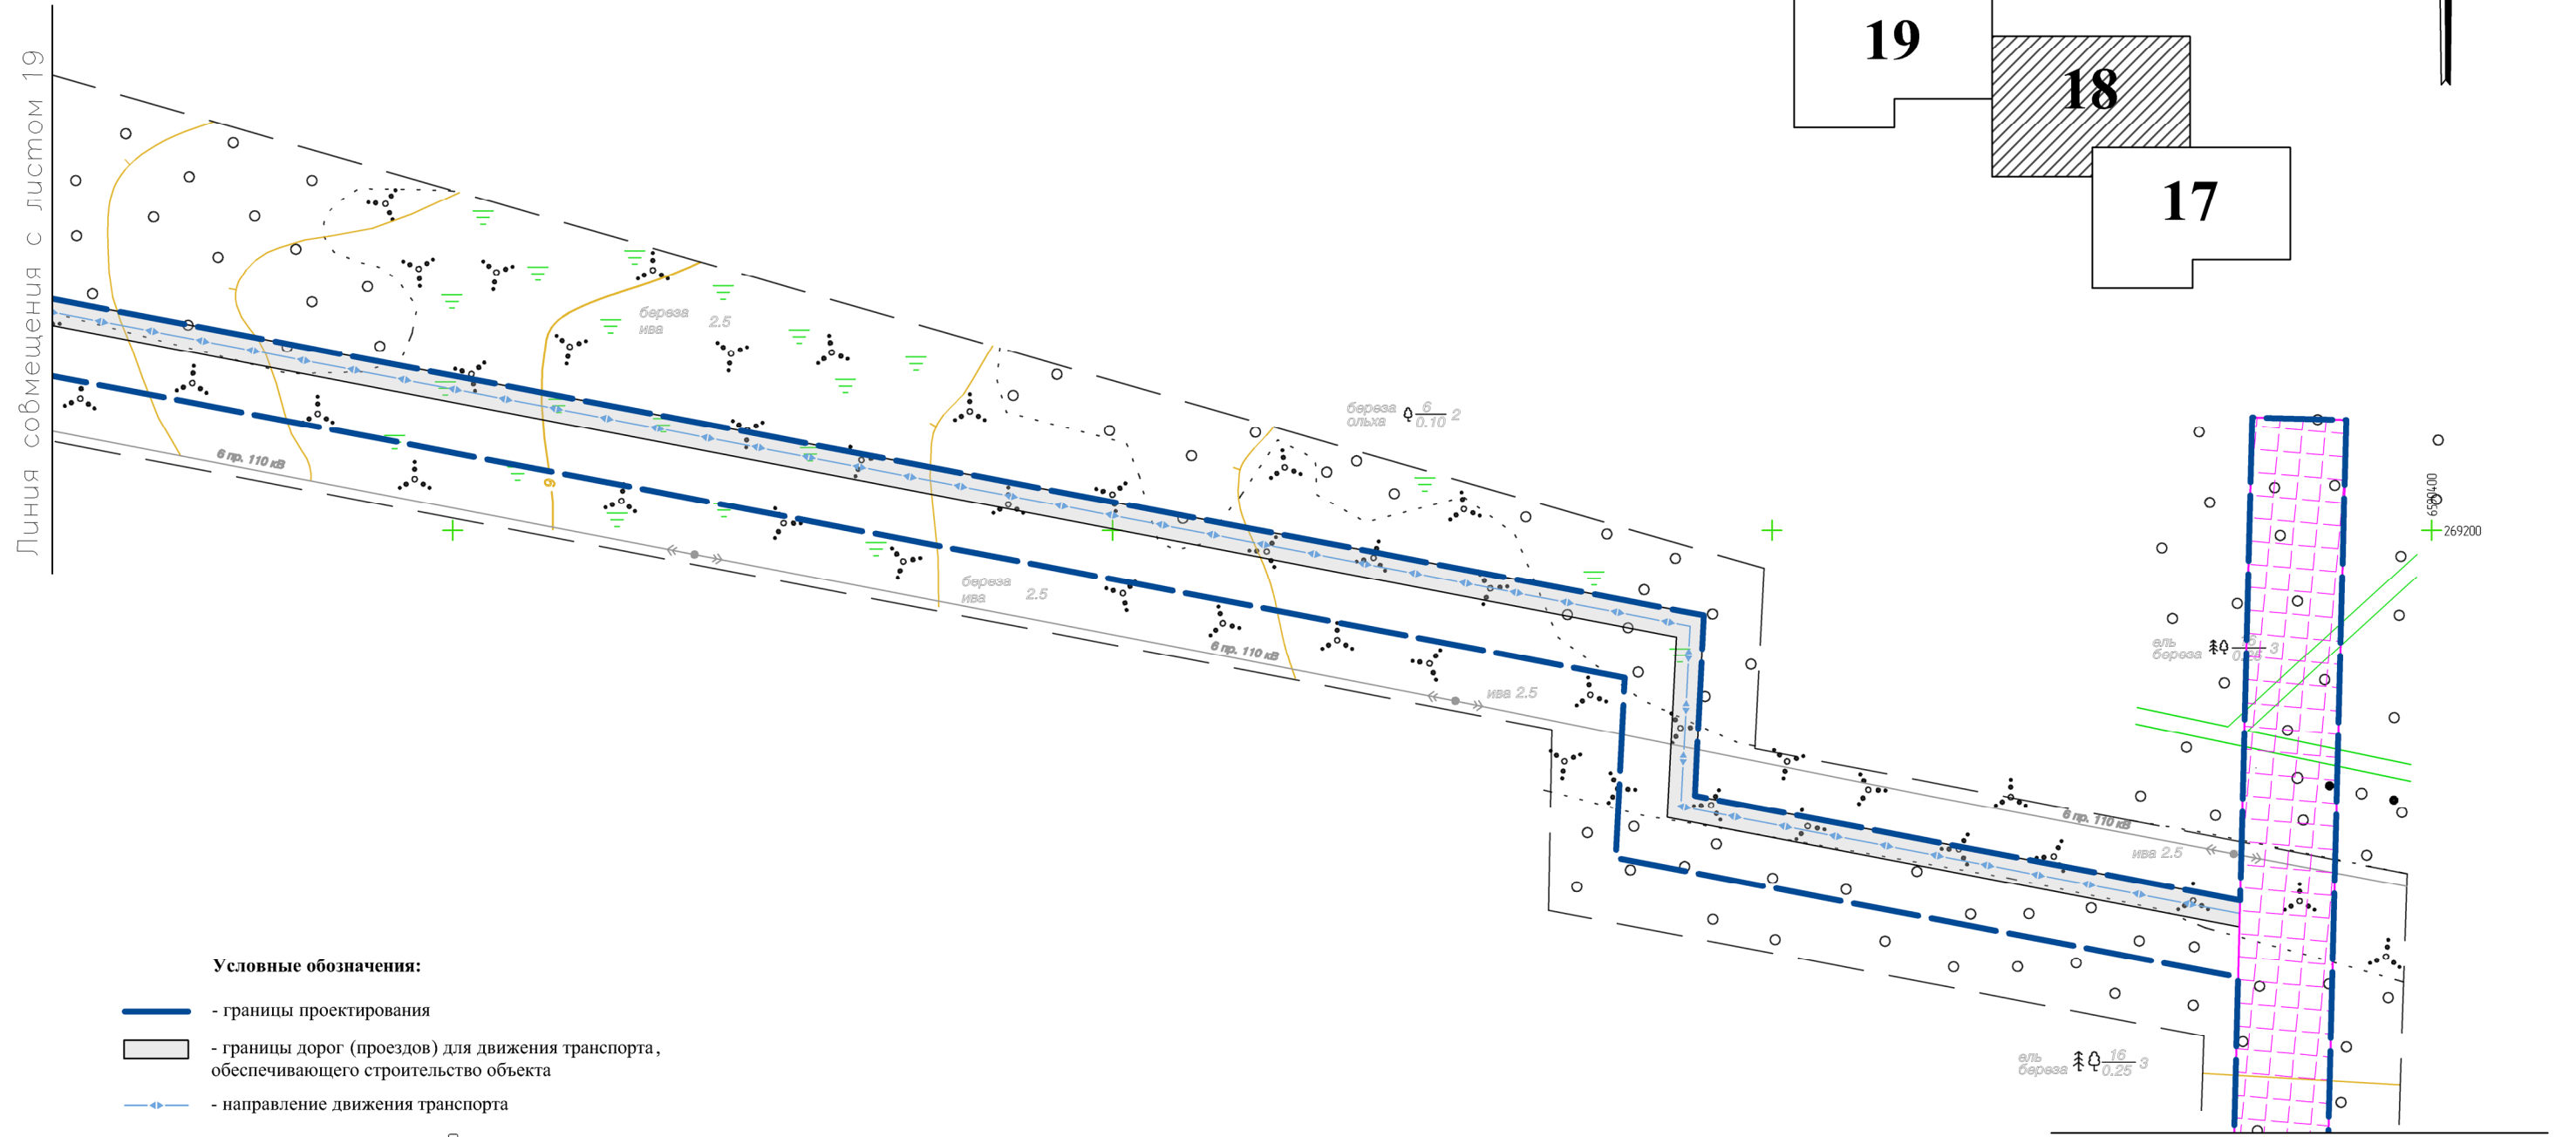 Линия совмещения с листом 19
19
18
17
береза
ива 2.5
береза
ольха 6 2
0.10
6 пр. 110 кВ
9
6580400
269200
береза
ива 2.5
6 пр. 110 кВ
ива 2.5
ель
береза 3
6 пр. 110 кВ
ива 2.5
ель 16
береза 0.25 3
Условные обозначения:
- границы проектирования
- границы дорог (проездов) для движения транспорта,
обеспечивающего строительство объекта
- направление движения транспорта